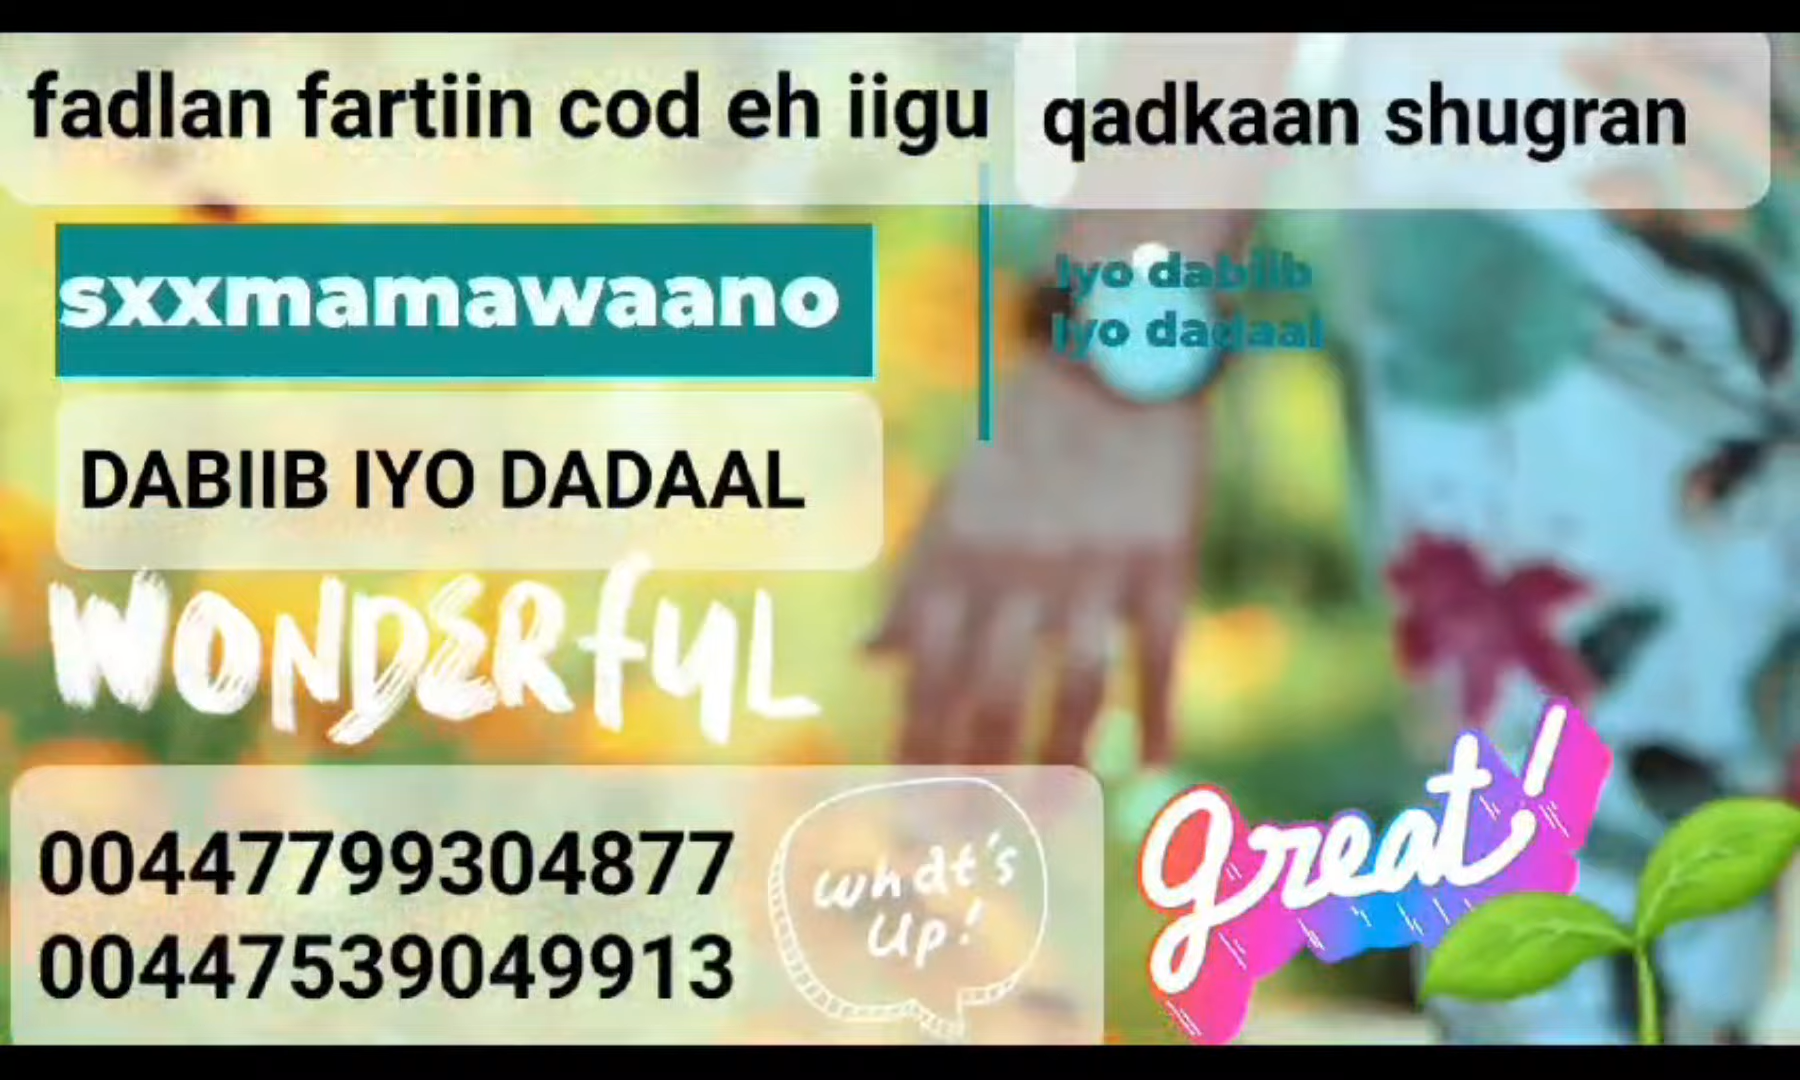 fadlan fartiin cod eh iigu qadkaan shugran
sxxmamawaano
Iyo dabiib
Iyo dadaal
DABIIB IYO DADAAL
WONDERfUL
00447799304877
00447539049913
what's
Up!
great!